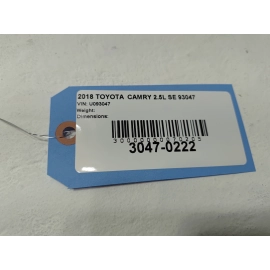 2018 TOYOTA CAMRY 2.5L SE 93047
VIN: U093047
Weight:
Dimensions:
3047-0222